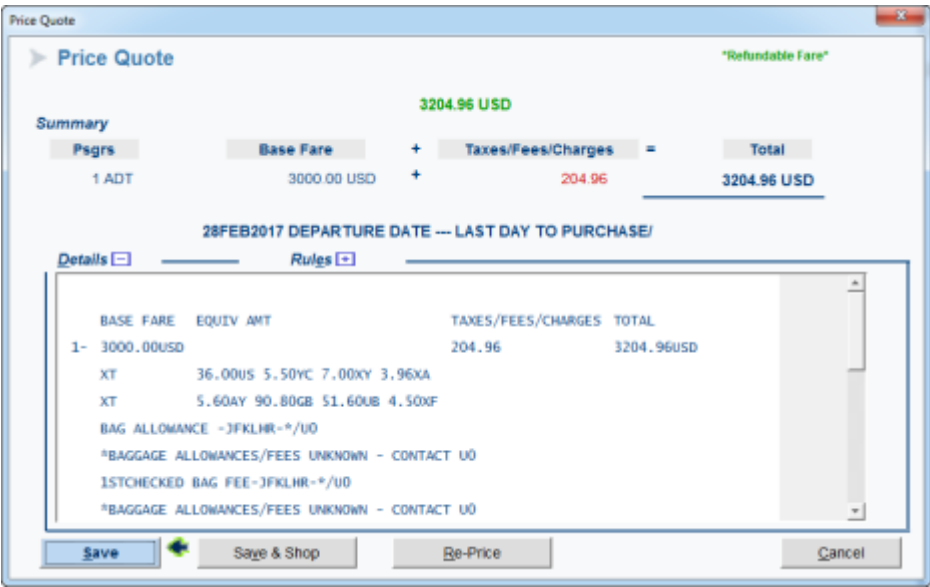 Price Quote
Price Quote
*Refundable Fare*
3204.96 USD
Summary
Psgrs Base Fare + Taxes/Fees/Charges = Total
1 ADT 3000.00 USD + 204.96 3204.96 USD
28FEB2017 DEPARTURE DATE --- LAST DAY TO PURCHASE/
Details Rules
BASE FARE EQUIV AMT TAXES/FEES/CHARGES TOTAL
1- 3000.00USD 204.96 3204.96USD
XT 36.00US 5.50YC 7.00XY 3.96XA
XT 5.60AY 90.80GB 51.60UB 4.50XF
BAG ALLOWANCE -JFKLHR-*/U0
*BAGGAGE ALLOWANCES/FEES UNKNOWN - CONTACT U0
1STCHECKED BAG FEE-JFKLHR-*/U0
*BAGGAGE ALLOWANCES/FEES UNKNOWN - CONTACT U0
Save Save & Shop Re-Price Cancel